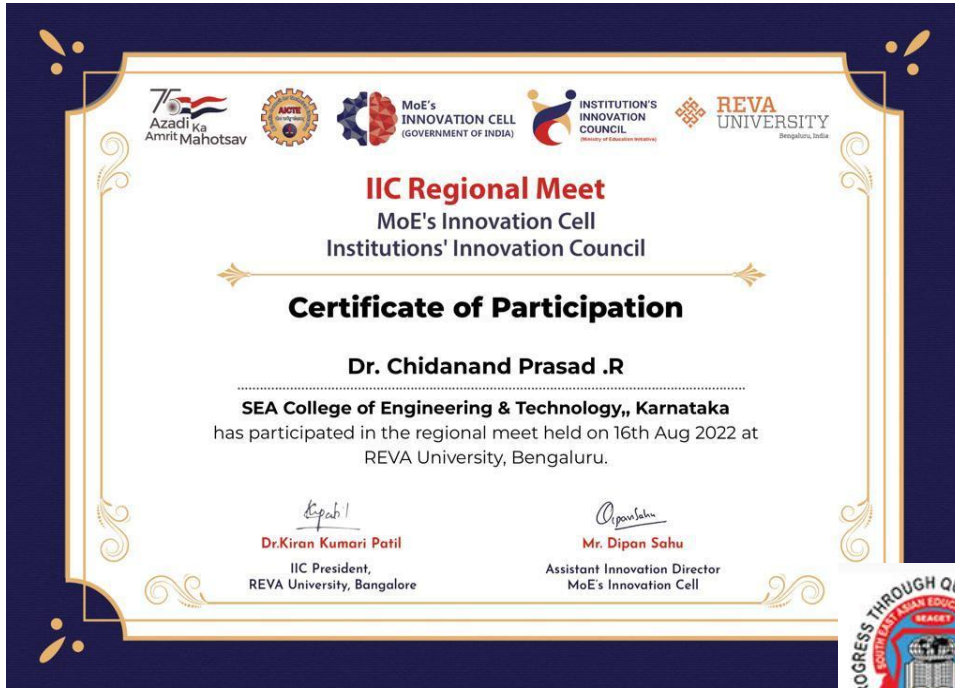 75
Azadi Ka
Amrit Mahotsav
AICTE
MoE's
INNOVATION CELL
(GOVERNMENT OF INDIA)
INSTITUTION'S
INNOVATION
COUNCIL
(Ministry of Education Initiative)
REVA
UNIVERSITY
Bengaluru, India
IIC Regional Meet
MoE's Innovation Cell
Institutions' Innovation Council
Certificate of Participation
Dr. Chidanand Prasad .R
SEA College of Engineering & Technology,, Karnataka
has participated in the regional meet held on 16th Aug 2022 at
REVA University, Bengaluru.
Dr.Kiran Kumari Patil
IIC President,
REVA University, Bangalore
Dipan Sahu
Mr. Dipan Sahu
Assistant Innovation Director
MoE's Innovation Cell
PROGRESS THROUGH QU
SOUTH EAST ASIAN EDUC
SEACET